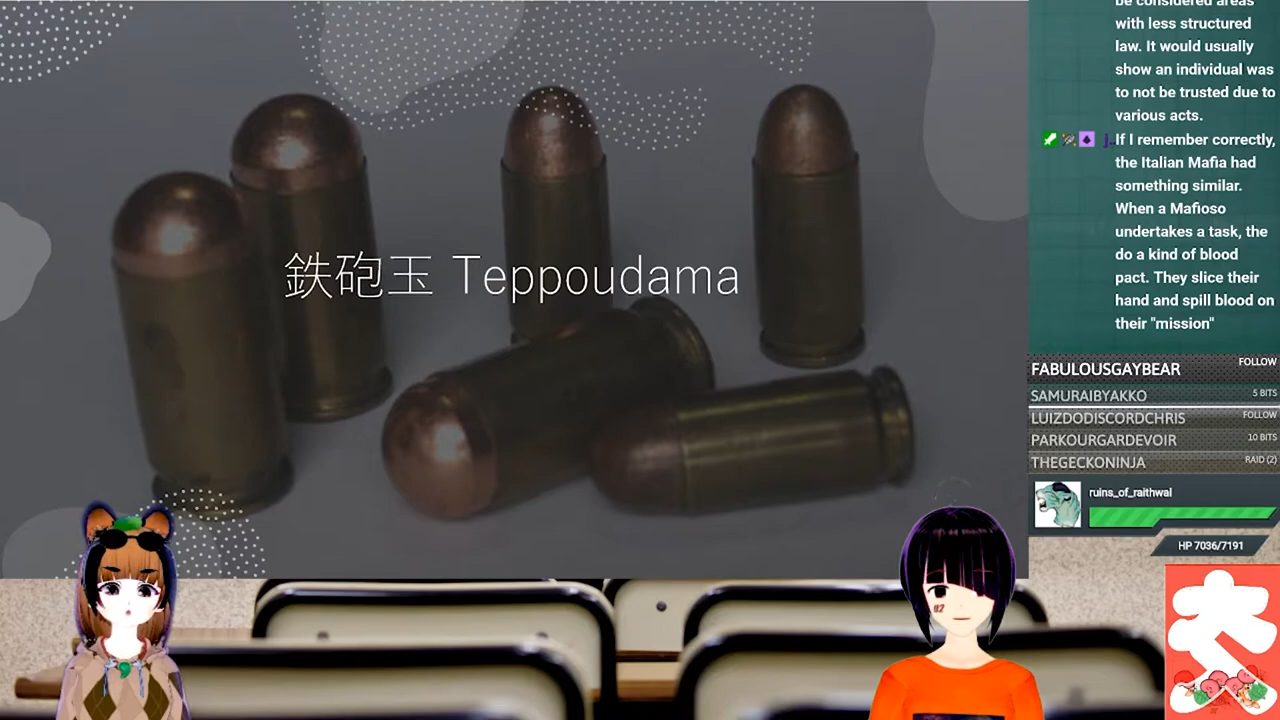 鉄砲玉 Teppoudama
be considered areas
with less structured
law. It would usually
show an individual was
to not be trusted due to
various acts.
If I remember correctly,
the Italian Mafia had
something similar.
When a Mafioso
undertakes a task, the
do a kind of blood
pact. They slice their
hand and spill blood on
their "mission"
FABULOUSGAYBEAR FOLLOW
SAMURAIBYAKKO 5 BITS
LUIZDODISCORDCHRIS FOLLOW
PARKOURGARDEVOIR 10 BITS
THEGECKONINJA RAID (2)
ruins_of_raithwal
HP 7036/7191